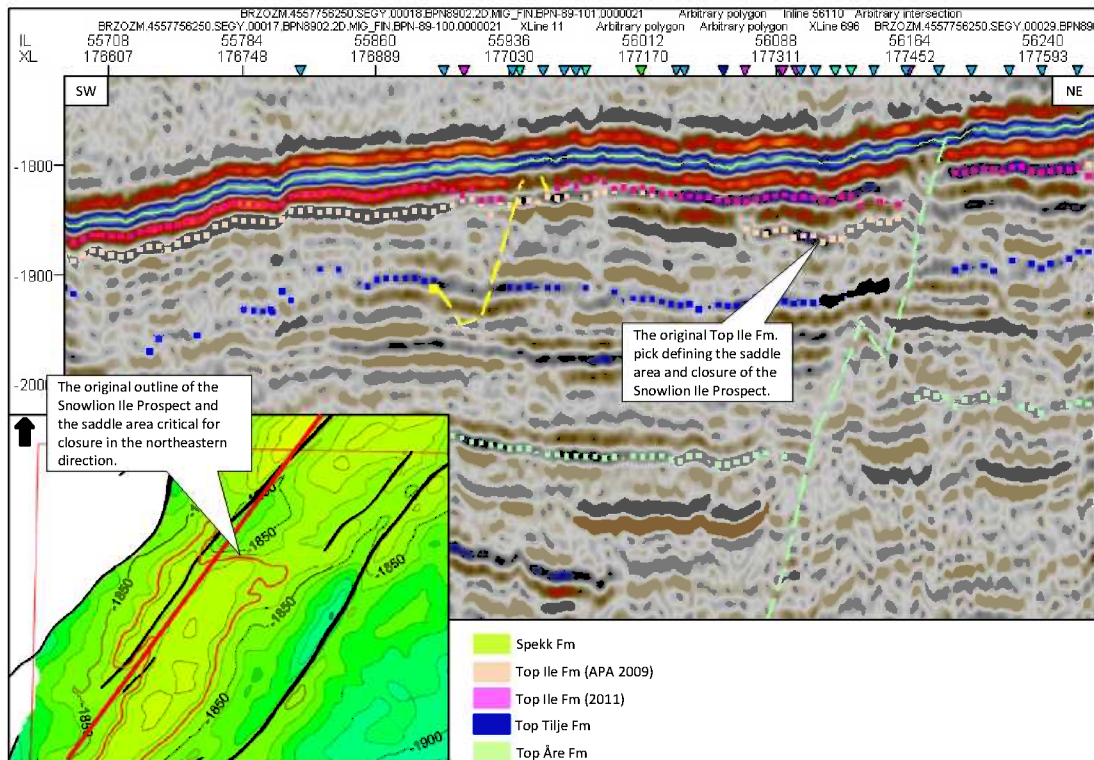 BRZOZM.4557756250.SEGY.00018.BPN8902.2D.MIG_FIN.BPN-89-101.0000021 Arbitrary polygon Inline 56110 Arbitrary intersection
BRZOZM.4557756250.SEGY.00017.BPN8902.2D.MIG_FIN.BPN-89-100.0000021 XLine 11 Arbitrary polygon Arbitrary polygon XLine 696 BRZOZM.4557756250.SEGY.00029.BPN89
IL 55708 55784 55860 55936 56012 56098 56164 56240
XL 176607 176748 176889 177030 177170 177311 177452 177593
SW
NE
-1800
-1900
-2000
The original Top Ile Fm.
pick defining the saddle
area and closure of the
Snowlion Ile Prospect.
The original outline of the
Snowlion Ile Prospect and
the saddle area critical for
closure in the northeastern
direction.
-1850
-1850
-1850
-1850
-1850
-1850
-1850
-1900
Spekk Fm
Top Ile Fm (APA 2009)
Top Ile Fm (2011)
Top Tilje Fm
Top Åre Fm